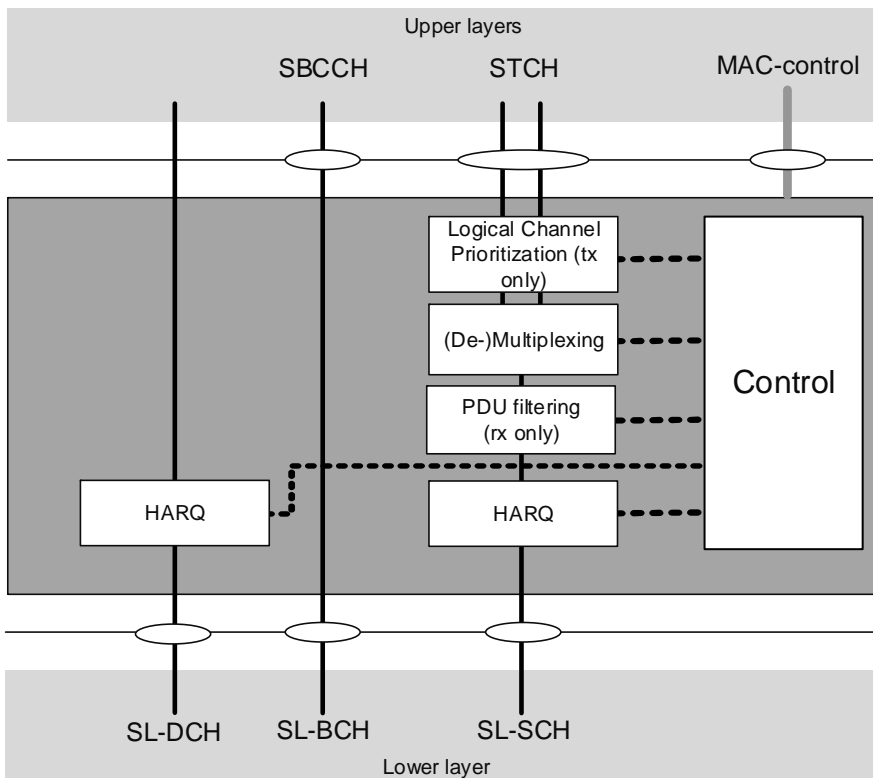 Upper layers
SBCCH
STCH
MAC-control
Logical Channel
Prioritization (tx
only)
(De-)Multiplexing
PDU filtering
(rx only)
Control
HARQ
HARQ
SL-DCH
SL-BCH
SL-SCH
Lower layer